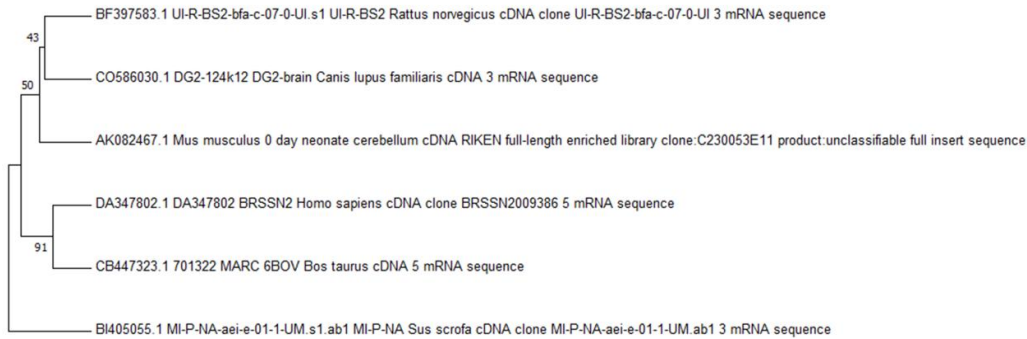 BF397583.1 UI-R-BS2-bfa-c-07-0-UI.s1 UI-R-BS2 Rattus norvegicus cDNA clone UI-R-BS2-bfa-c-07-0-UI 3 mRNA sequence
43
CO586030.1 DG2-124k12 DG2-brain Canis lupus familiaris cDNA 3 mRNA sequence
50
AK082467.1 Mus musculus 0 day neonate cerebellum cDNA RIKEN full-length enriched library clone:C230053E11 product:unclassifiable full insert sequence
DA347802.1 DA347802 BRSSN2 Homo sapiens cDNA clone BRSSN2009386 5 mRNA sequence
91
CB447323.1 701322 MARC 6BOV Bos taurus cDNA 5 mRNA sequence
BI405055.1 MI-P-NA-aei-e-01-1-UM.s1.ab1 MI-P-NA Sus scrofa cDNA clone MI-P-NA-aei-e-01-1-UM.ab1 3 mRNA sequence